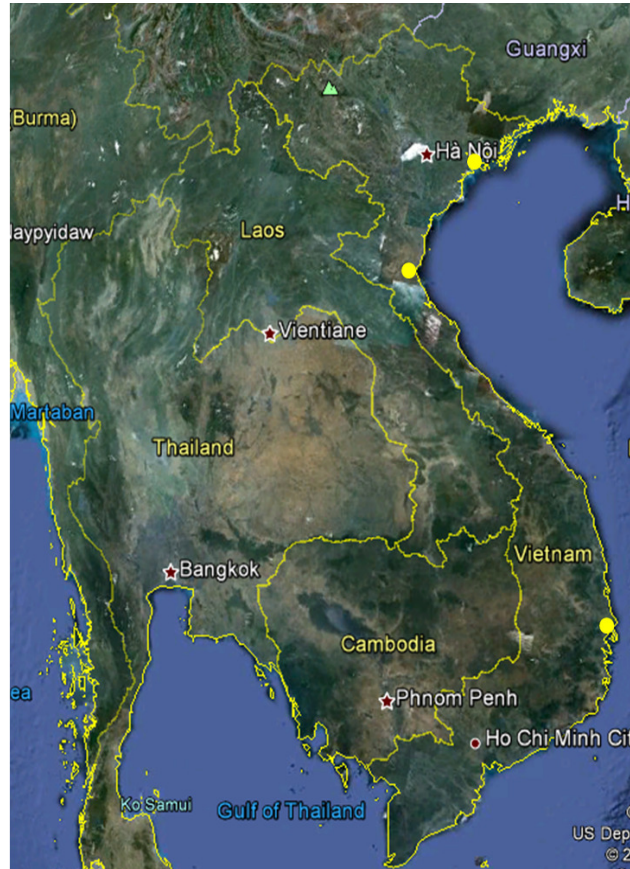 Guangxi
(Burma)
Hà Nội
Laos
laypyidaw
H
Vientiane
Martaban
Thailand
Vietnam
Bangkok
Cambodia
ea
Phnom Penh
Ho Chi Minh Cit
Ko Samui
Gulf of Thailand
US Dep
© 2